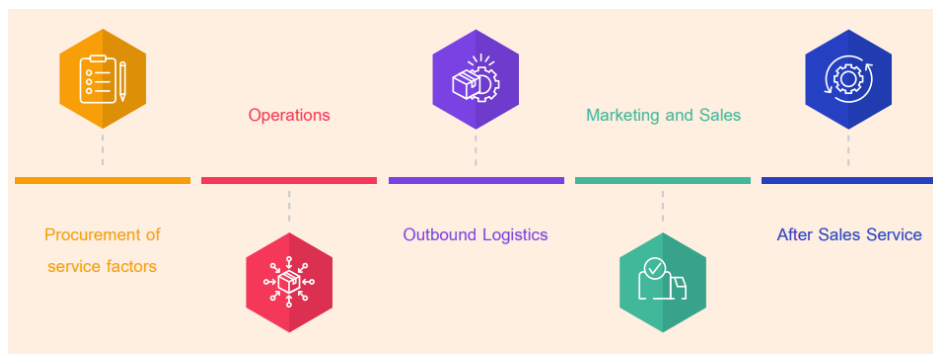 Procurement of
service factors
Operations
Outbound Logistics
Marketing and Sales
After Sales Service